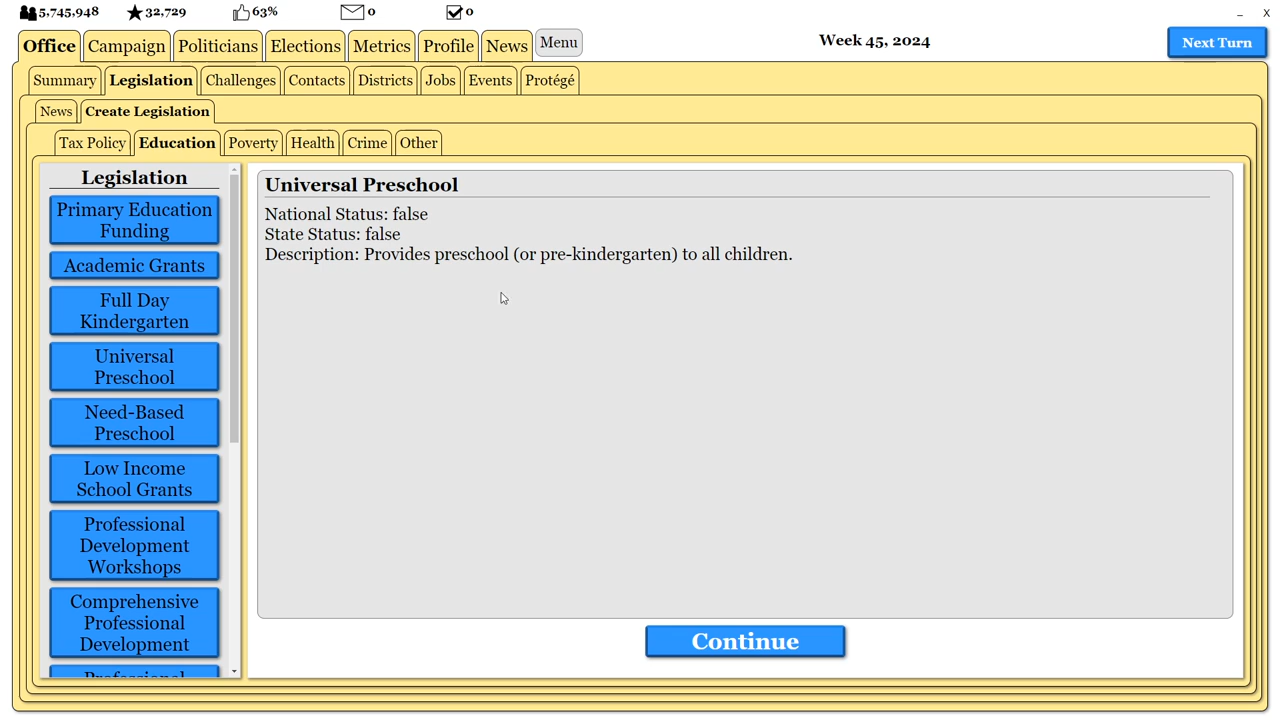 5,745,948 32,729 63% 0 0 _ X
Office Campaign Politicians Elections Metrics Profile News Menu Week 45, 2024 Next Turn
Summary Legislation Challenges Contacts Districts Jobs Events Protégé
News Create Legislation
Tax Policy Education Poverty Health Crime Other
Legislation
Primary Education
Funding
Academic Grants
Full Day
Kindergarten
Universal
Preschool
Need-Based
Preschool
Low Income
School Grants
Professional
Development
Workshops
Comprehensive
Professional
Development
Professional
Universal Preschool
National Status: false
State Status: false
Description: Provides preschool (or pre-kindergarten) to all children.
Continue